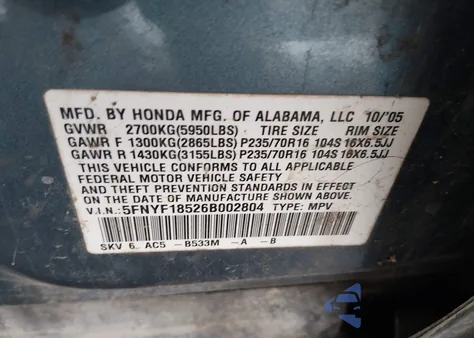 MFD. BY HONDA MFG. OF ALABAMA, LLC 10/'05
GVWR 2700KG(5950LBS) TIRE SIZE RIM SIZE
GAWR F 1300KG(2865LBS) P235/70R16 104S 16X6.5JJ
GAWR R 1430KG(3155LBS) P235/70R16 104S 16X6.5JJ
THIS VEHICLE CONFORMS TO ALL APPLICABLE
FEDERAL MOTOR VEHICLE SAFETY, BUMPER,
AND THEFT PREVENTION STANDARDS IN EFFECT
ON THE DATE OF MANUFACTURE SHOWN ABOVE.
V.I.N.: 5FNYF18526B002804 TYPE: MPV
SKV 6 AC5 -B533M -A -B